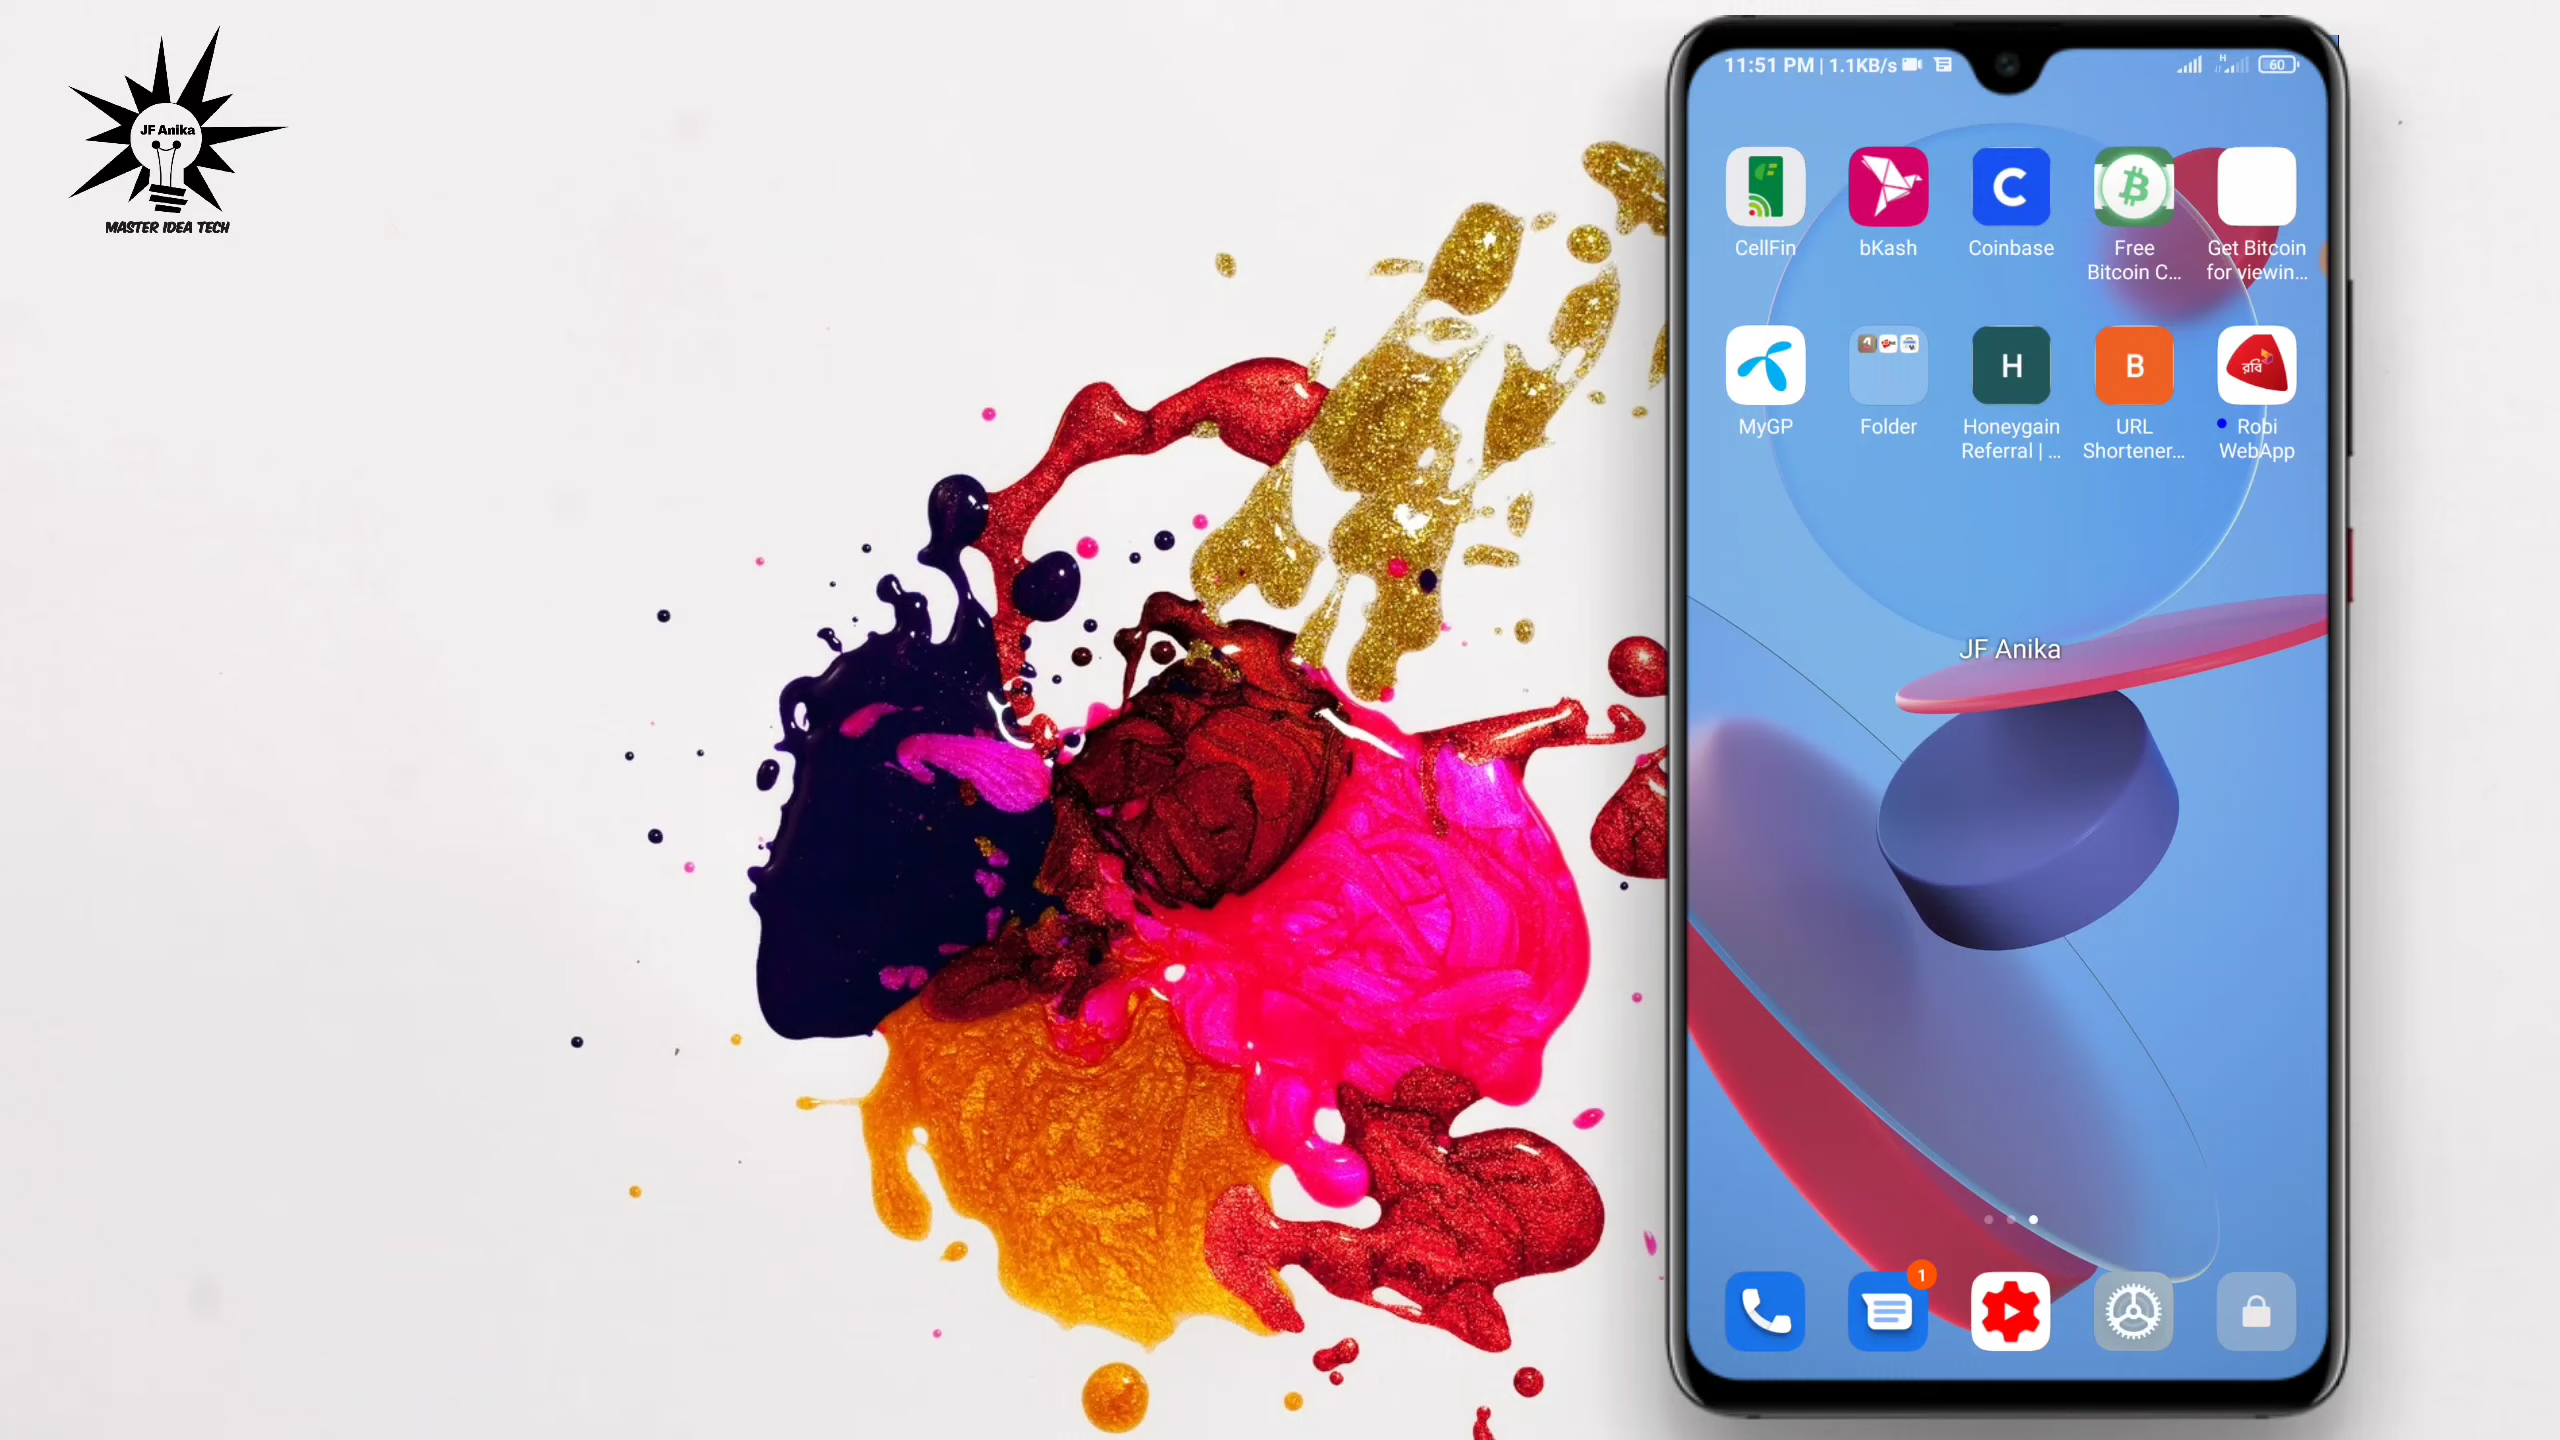 JF Anika
MASTER IDEA TECH
11:51 PM | 1.1KB/s
H
60
CellFin
bKash
Coinbase
Free
Bitcoin C...
Get Bitcoin
for viewin...
MyGP
Folder
H
Honeygain
Referral | ...
B
URL
Shortener...
রবি
Robi
WebApp
JF Anika
1